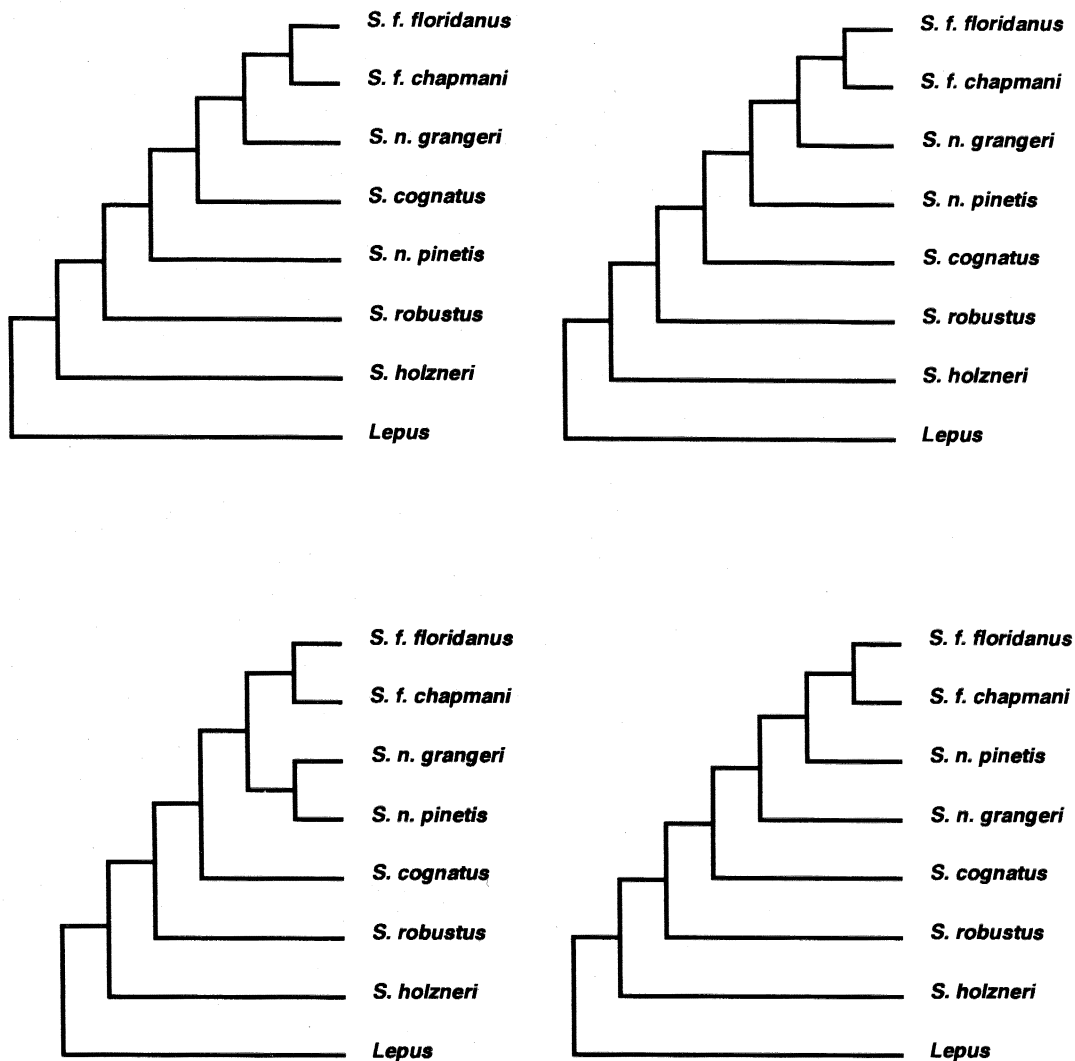 S. f. floridanus
S. f. chapmani
S. n. grangeri
S. cognatus
S. n. pinetis
S. robustus
S. holzneri
Lepus
S. f. floridanus
S. f. chapmani
S. n. grangeri
S. n. pinetis
S. cognatus
S. robustus
S. holzneri
Lepus
S. f. floridanus
S. f. chapmani
S. n. grangeri
S. n. pinetis
S. cognatus
S. robustus
S. holzneri
Lepus
S. f. floridanus
S. f. chapmani
S. n. pinetis
S. n. grangeri
S. cognatus
S. robustus
S. holzneri
Lepus